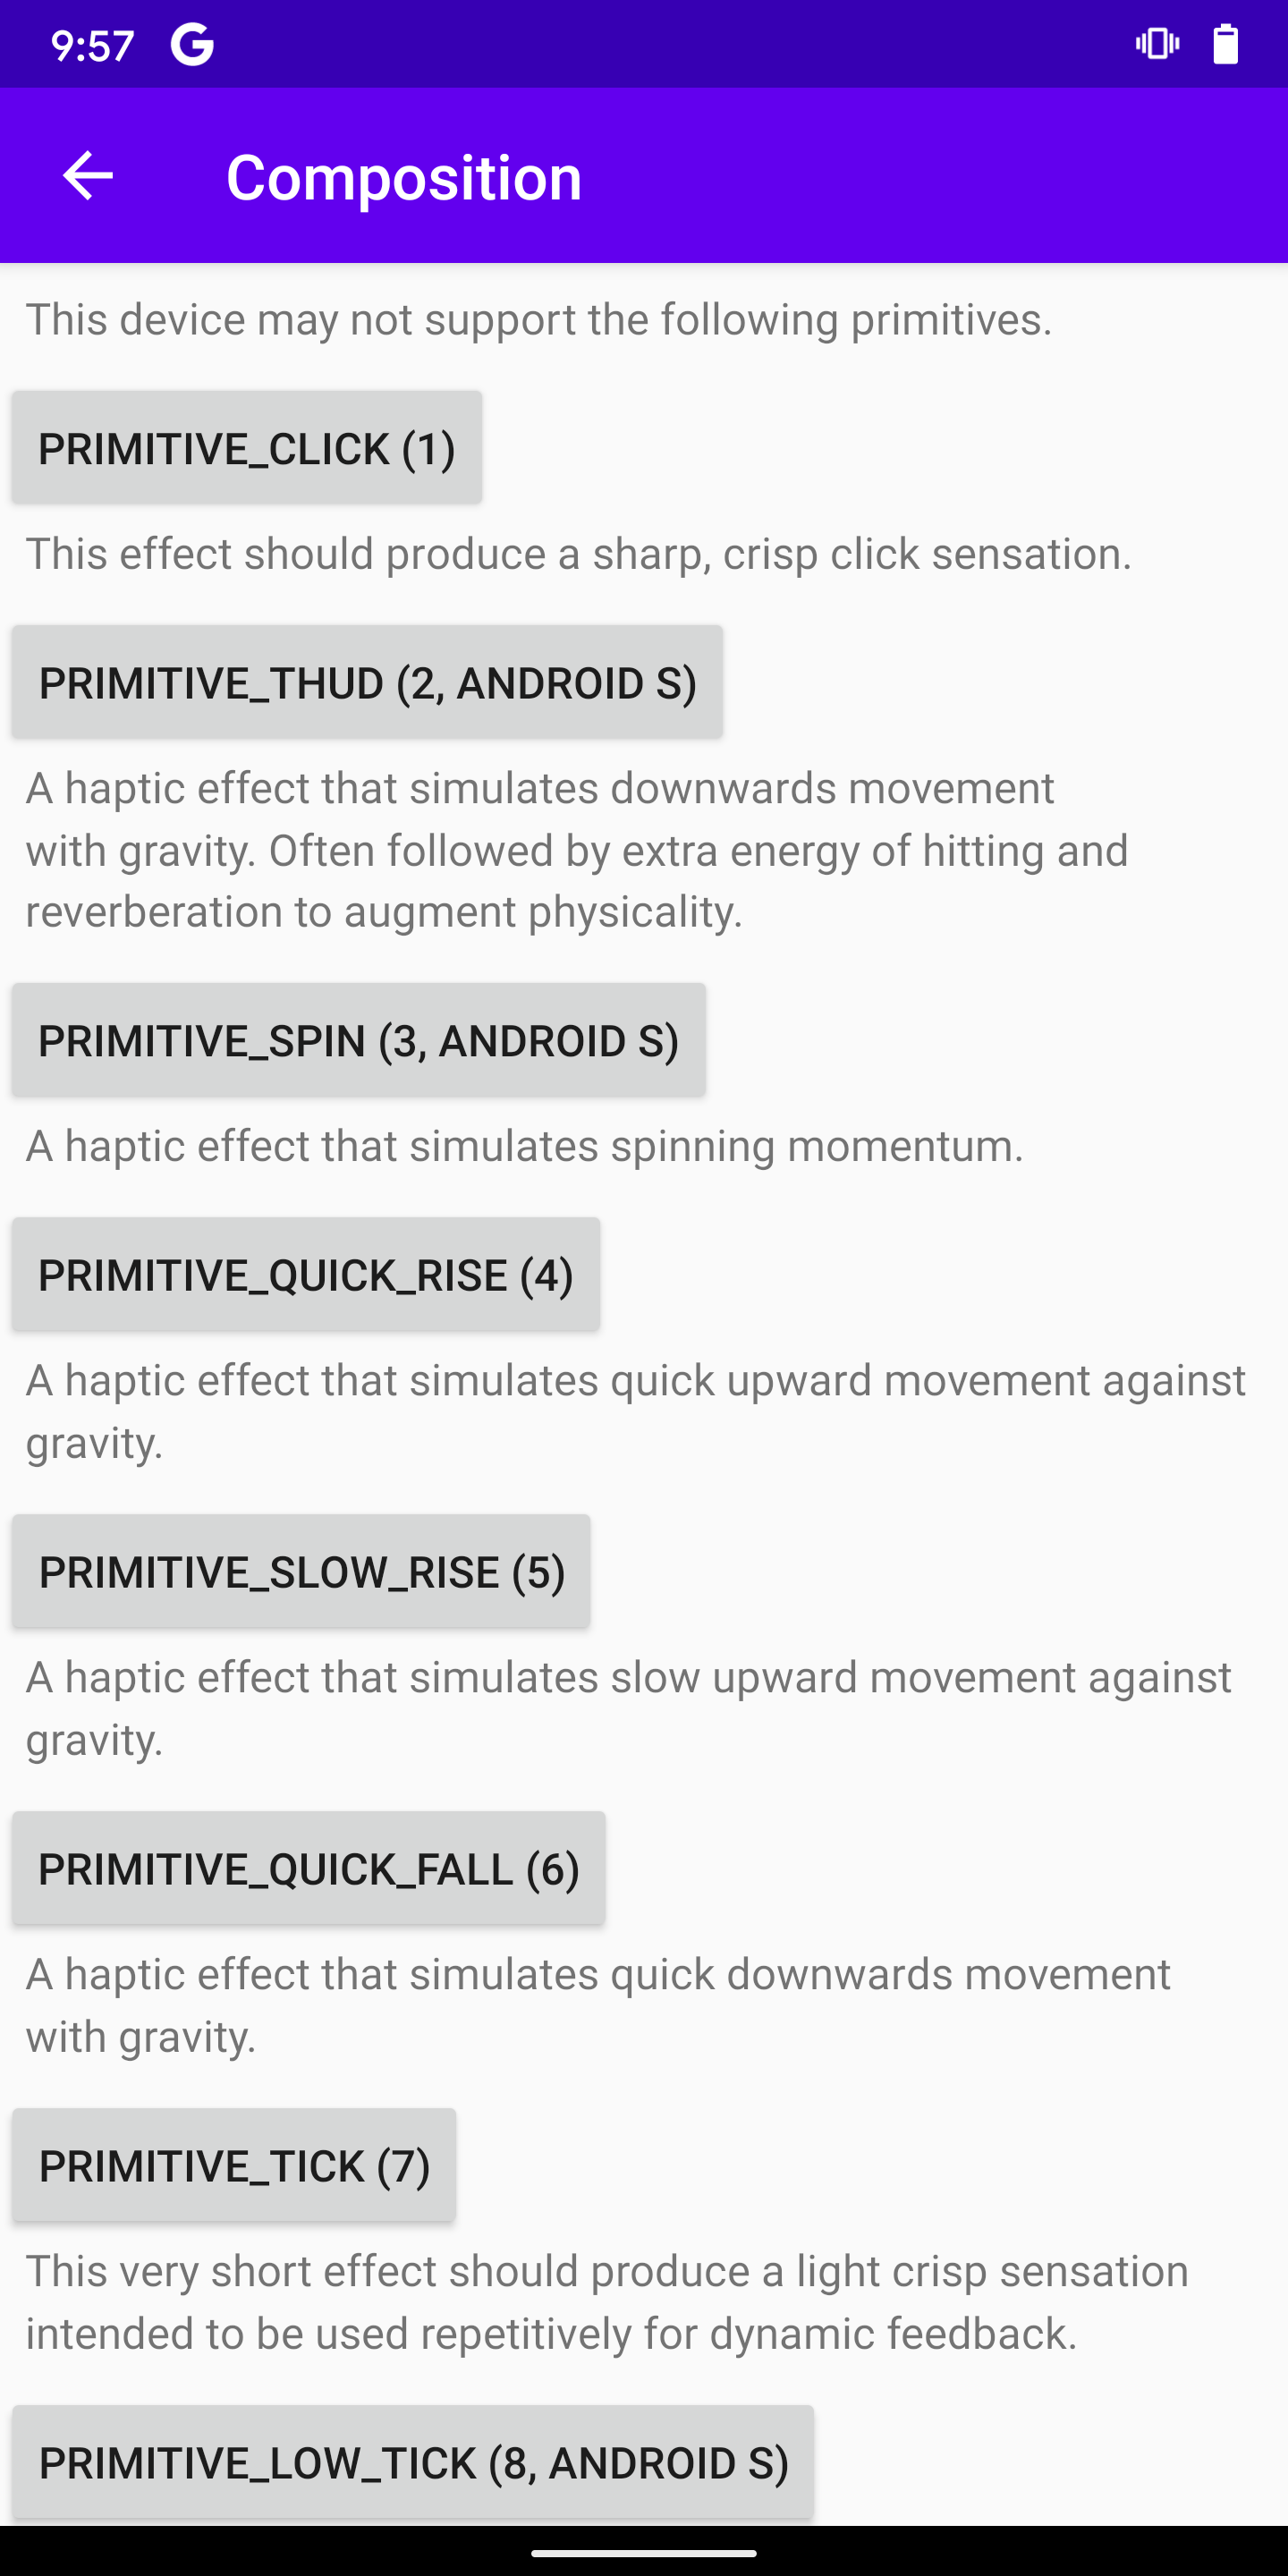 9:57
Composition
This device may not support the following primitives.
PRIMITIVE_CLICK (1)
This effect should produce a sharp, crisp click sensation.
PRIMITIVE_THUD (2, ANDROID S)
A haptic effect that simulates downwards movement
with gravity. Often followed by extra energy of hitting and
reverberation to augment physicality.
PRIMITIVE_SPIN (3, ANDROID S)
A haptic effect that simulates spinning momentum.
PRIMITIVE_QUICK_RISE (4)
A haptic effect that simulates quick upward movement against
gravity.
PRIMITIVE_SLOW_RISE (5)
A haptic effect that simulates slow upward movement against
gravity.
PRIMITIVE_QUICK_FALL (6)
A haptic effect that simulates quick downwards movement
with gravity.
PRIMITIVE_TICK (7)
This very short effect should produce a light crisp sensation
intended to be used repetitively for dynamic feedback.
PRIMITIVE_LOW_TICK (8, ANDROID S)